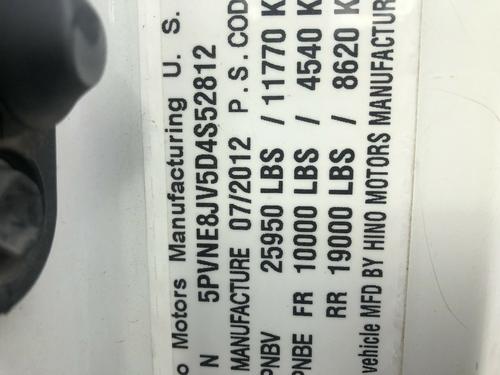 o Motors Manufacturing U. S.
N 5PVNE8JV5D4S52812
MANUFACTURE 07/2012 P.S. COD
PNBV 25950 LBS / 11770 K
PNBE FR 10000 LBS / 4540 K
RR 19000 LBS / 8620 K
vehicle MFD BY HINO MOTORS MANUFACTUR